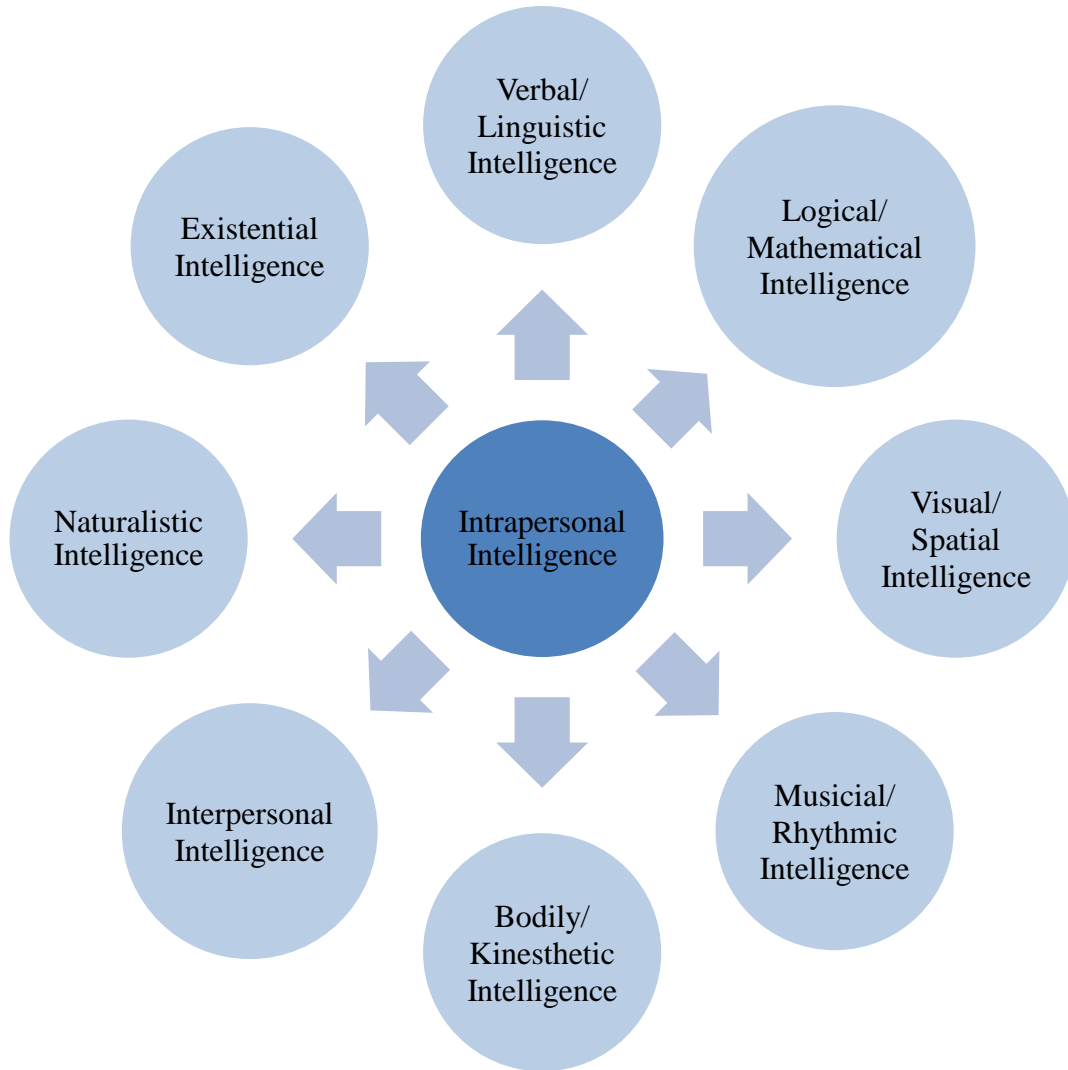 Verbal/
Linguistic
Intelligence
Logical/
Mathematical
Intelligence
Visual/
Spatial
Intelligence
Musicial/
Rhythmic
Intelligence
Bodily/
Kinesthetic
Intelligence
Interpersonal
Intelligence
Naturalistic
Intelligence
Existential
Intelligence
Intrapersonal
Intelligence